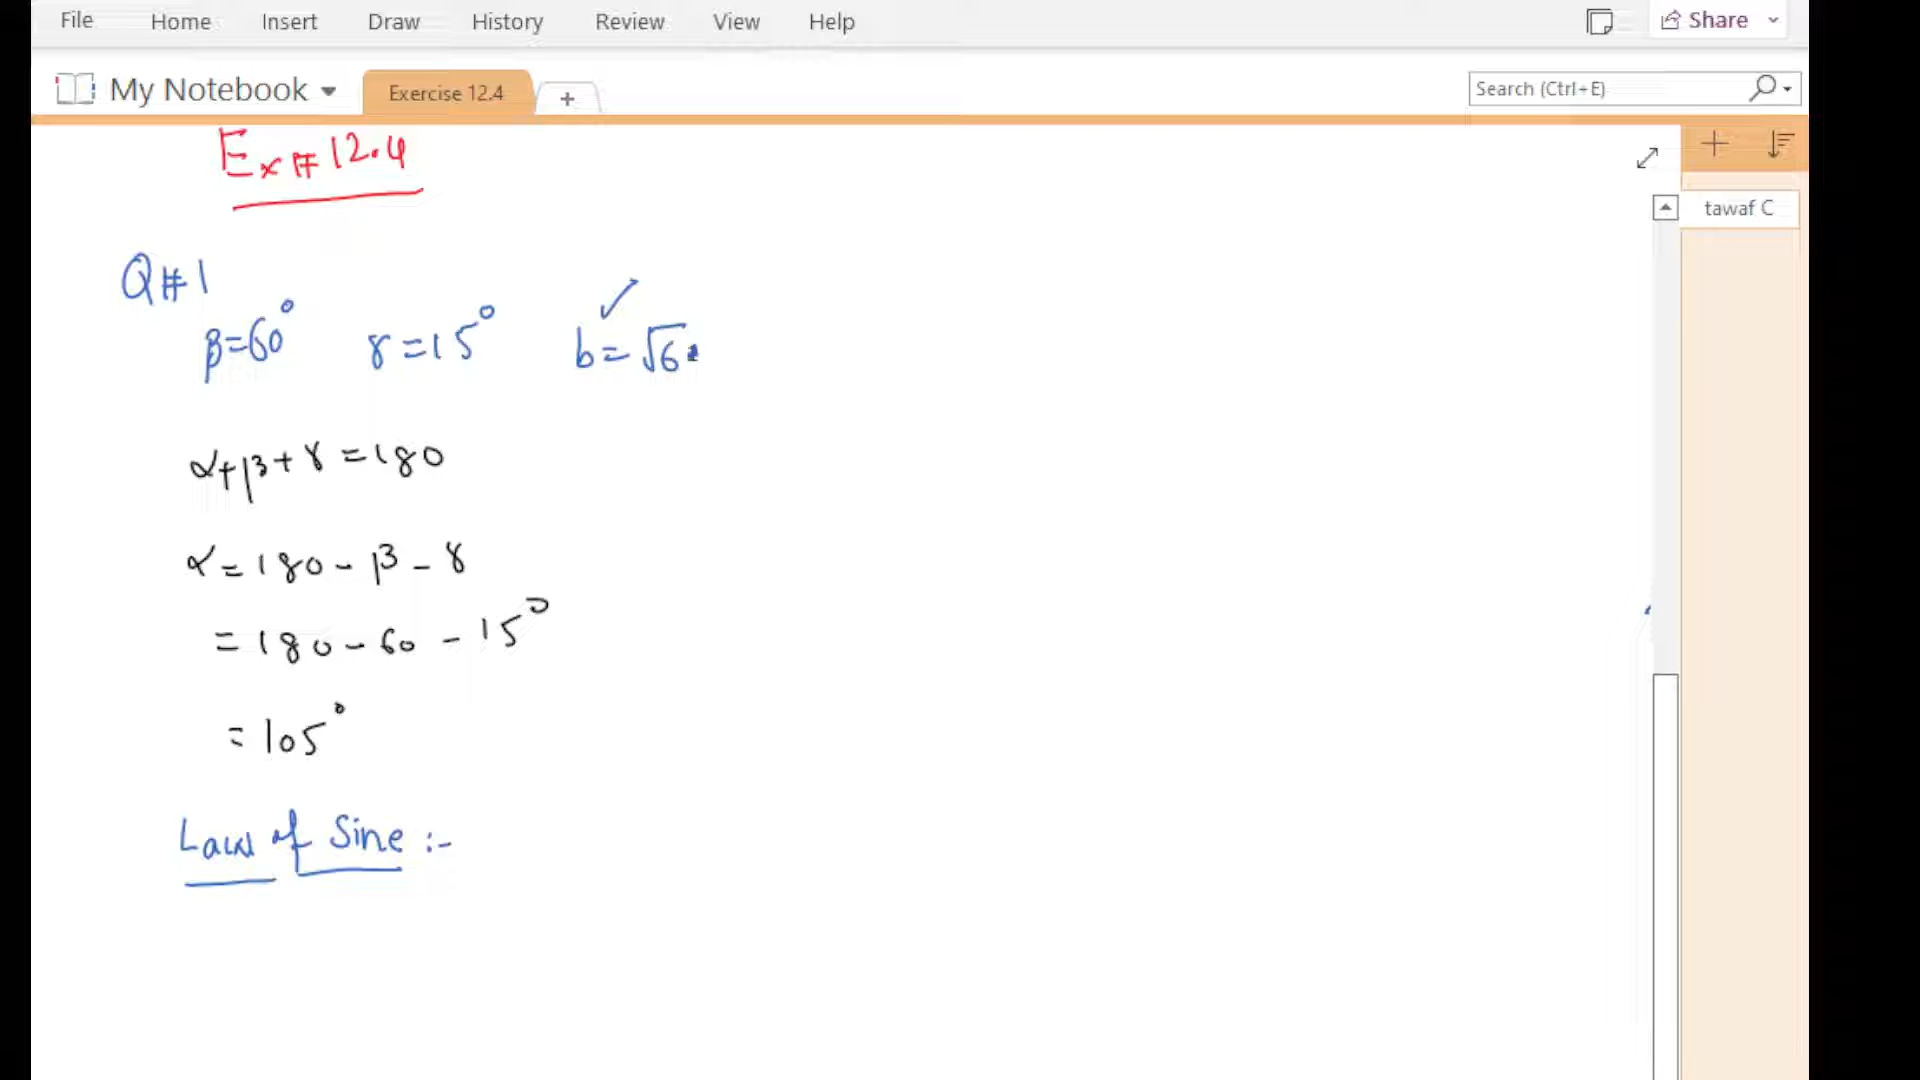 File Home Insert Draw History Review View Help Share
My Notebook Exercise 12.4 + Search (Ctrl+E)
Ex# 12.4
tawaf C
Q#1
β=60° γ=15° b=√6
α+β+γ=180
α=180-β-γ
=180-60-15°
=105°
Law of Sine :-